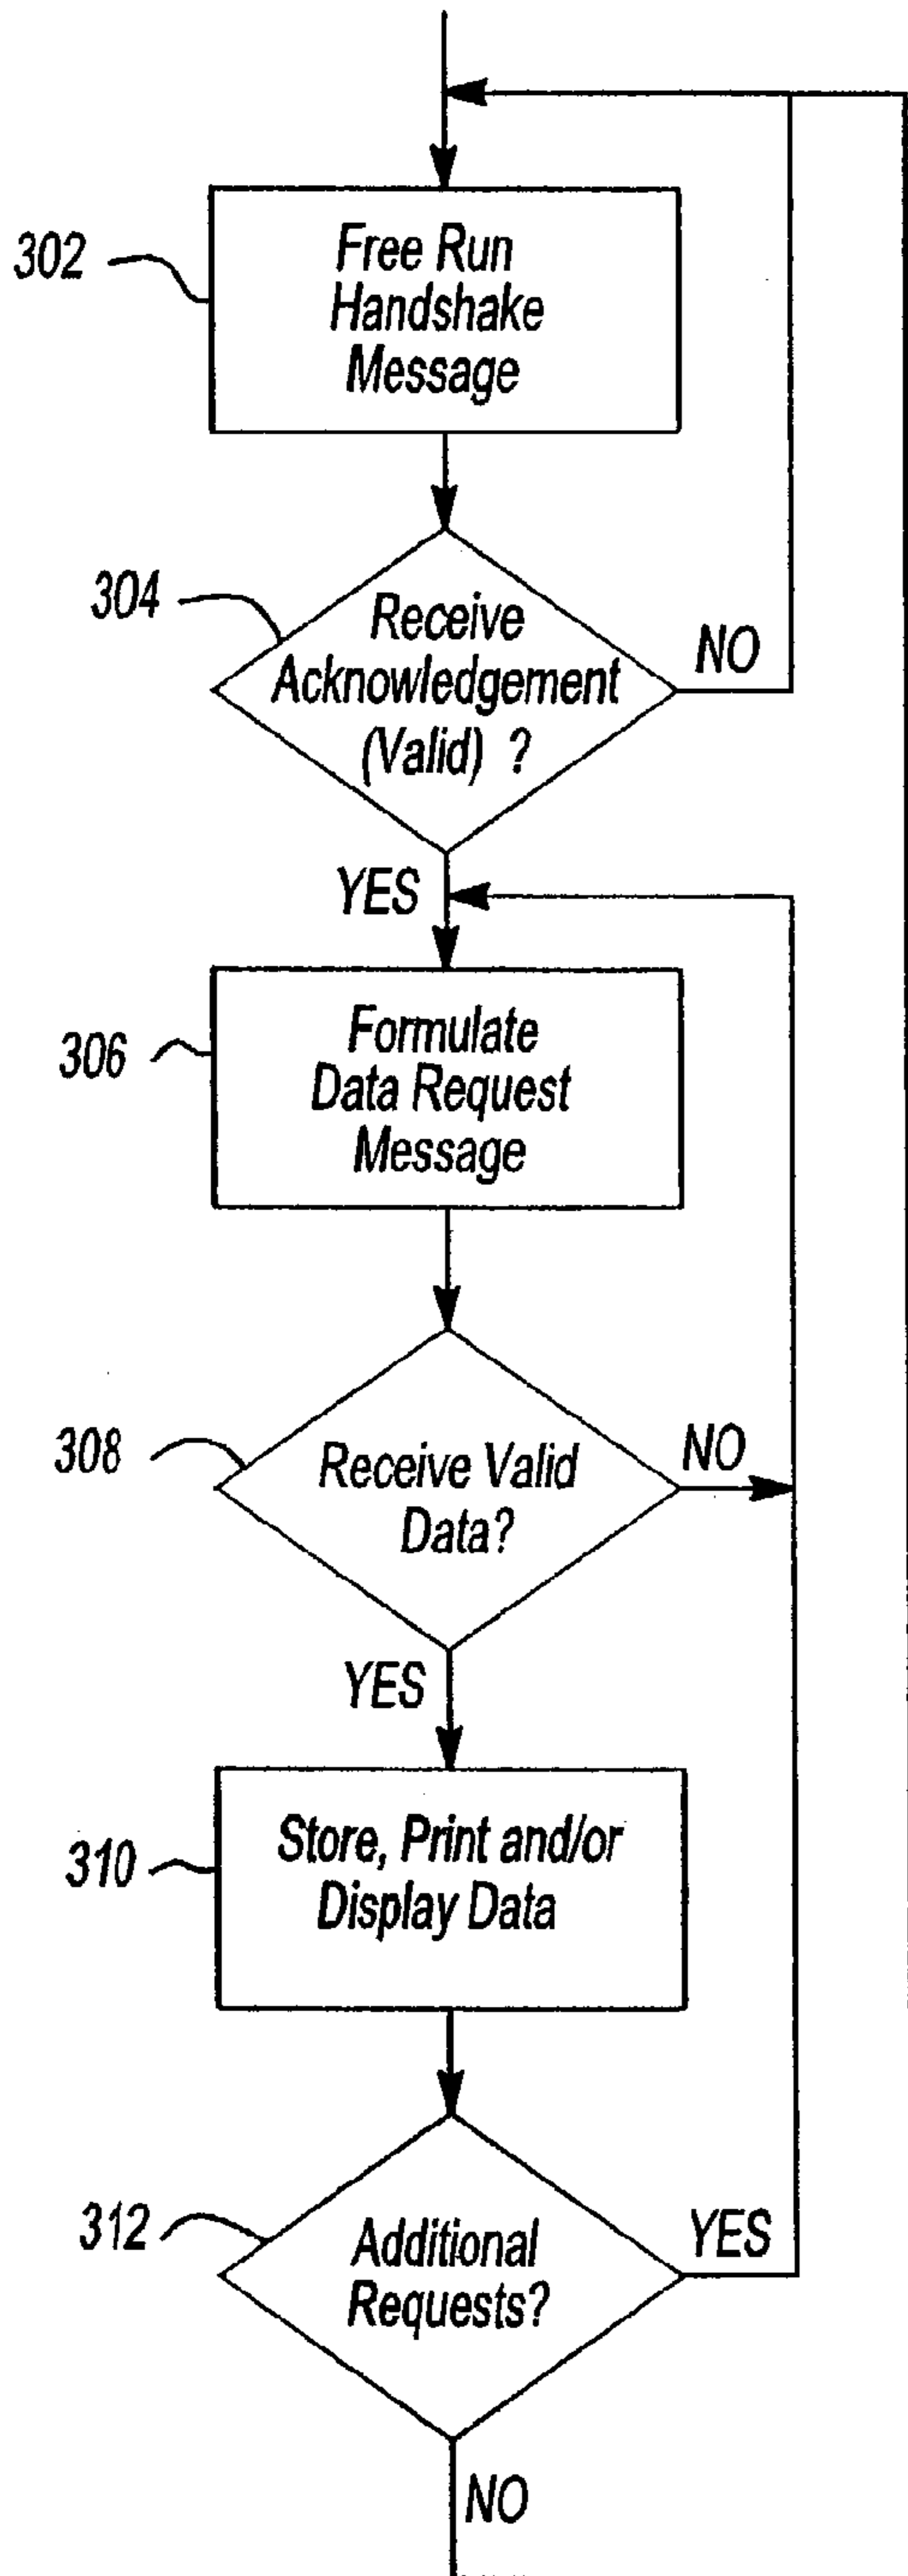 302
Free Run
Handshake
Message
304
Receive
Acknowledgement
(Valid) ?
NO
YES
306
Formulate
Data Request
Message
308
Receive Valid
Data?
NO
YES
310
Store, Print and/or
Display Data
312
Additional
Requests?
YES
NO